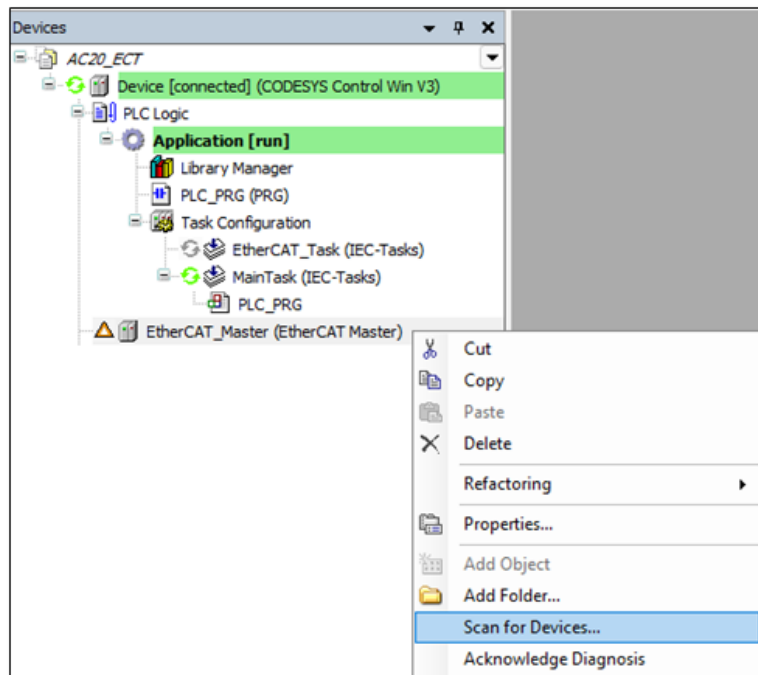 Devices
AC20_ECT
Device [connected] (CODESYS Control Win V3)
PLC Logic
Application [run]
Library Manager
PLC_PRG (PRG)
Task Configuration
EtherCAT_Task (IEC-Tasks)
MainTask (IEC-Tasks)
PLC_PRG
EtherCAT_Master (EtherCAT Master)
Cut
Copy
Paste
Delete
Refactoring
Properties...
Add Object
Add Folder...
Scan for Devices...
Acknowledge Diagnosis